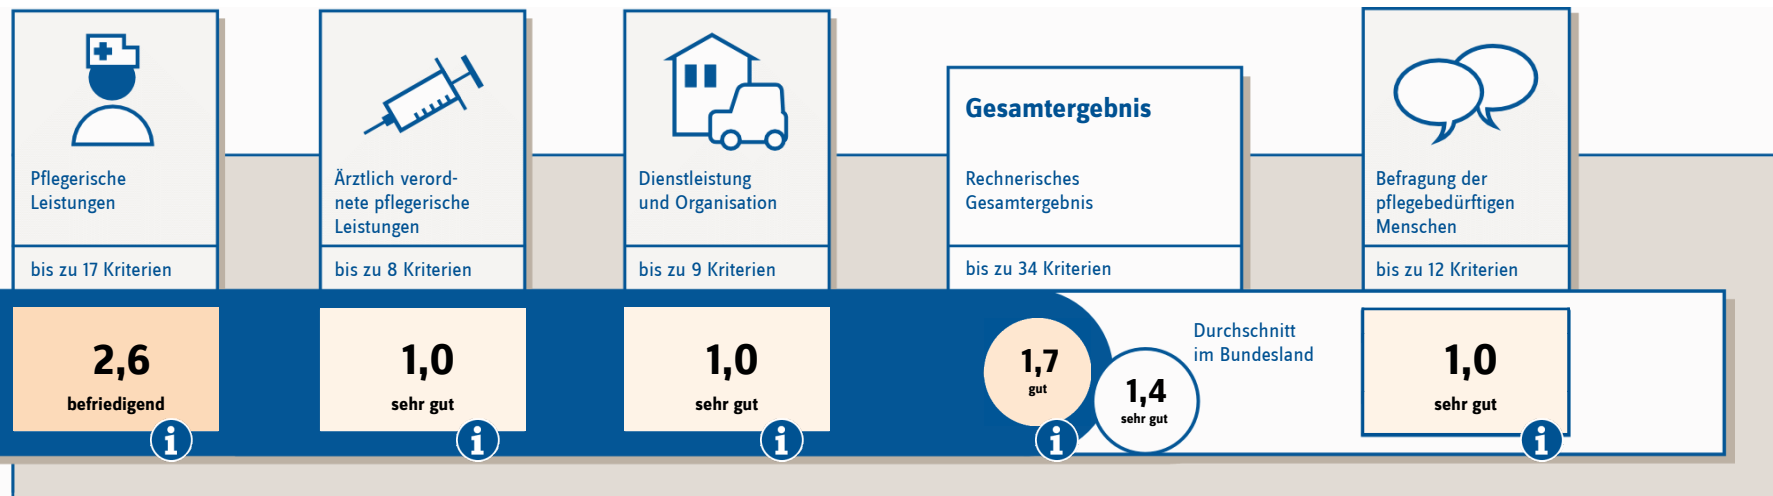 Pflegerische
Leistungen
bis zu 17 Kriterien
2,6
befriedigend
i
Ärztlich verord-
nete pflegerische
Leistungen
bis zu 8 Kriterien
1,0
sehr gut
i
Dienstleistung
und Organisation
bis zu 9 Kriterien
1,0
sehr gut
i
Gesamtergebnis
Rechnerisches
Gesamtergebnis
bis zu 34 Kriterien
1,7
gut
i
1,4
sehr gut
Durchschnitt
im Bundesland
Befragung der
pflegebedürftigen
Menschen
bis zu 12 Kriterien
1,0
sehr gut
i